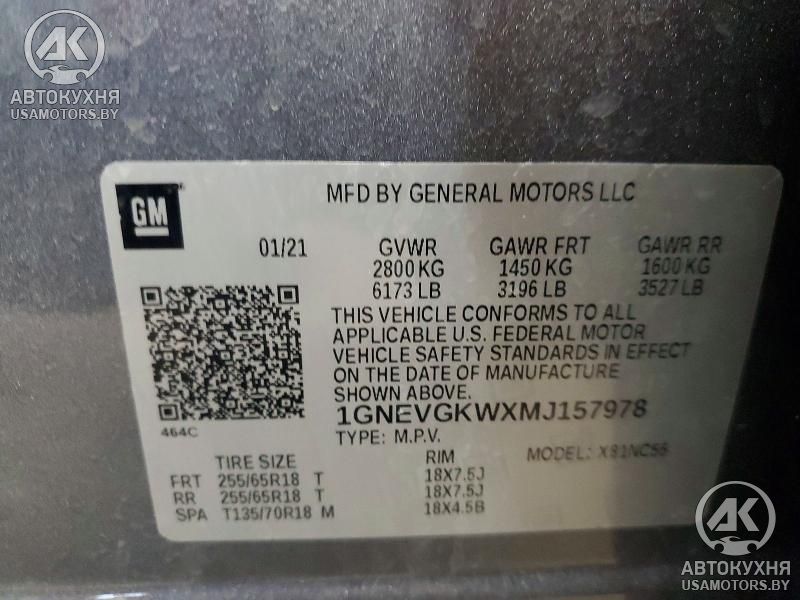 АК
АВТОКУХНЯ
USAMOTORS.BY
GM
MFD BY GENERAL MOTORS LLC
01/21 GVWR GAWR FRT GAWR RR
2800 KG 1450 KG 1600 KG
6173 LB 3196 LB 3527 LB
THIS VEHICLE CONFORMS TO ALL
APPLICABLE U.S. FEDERAL MOTOR
VEHICLE SAFETY STANDARDS IN EFFECT
ON THE DATE OF MANUFACTURE
SHOWN ABOVE.
464C
1GNEVGKWXMJ157978
TYPE: M.P.V. MODEL:
TIRE SIZE RIM
FRT 255/65R18 T 18X7.5J
RR 255/65R18 T 18X7.5J
SPA T135/70R18 M 18X4.5B
АК
АВТОКУХНЯ
USAMOTORS.BY